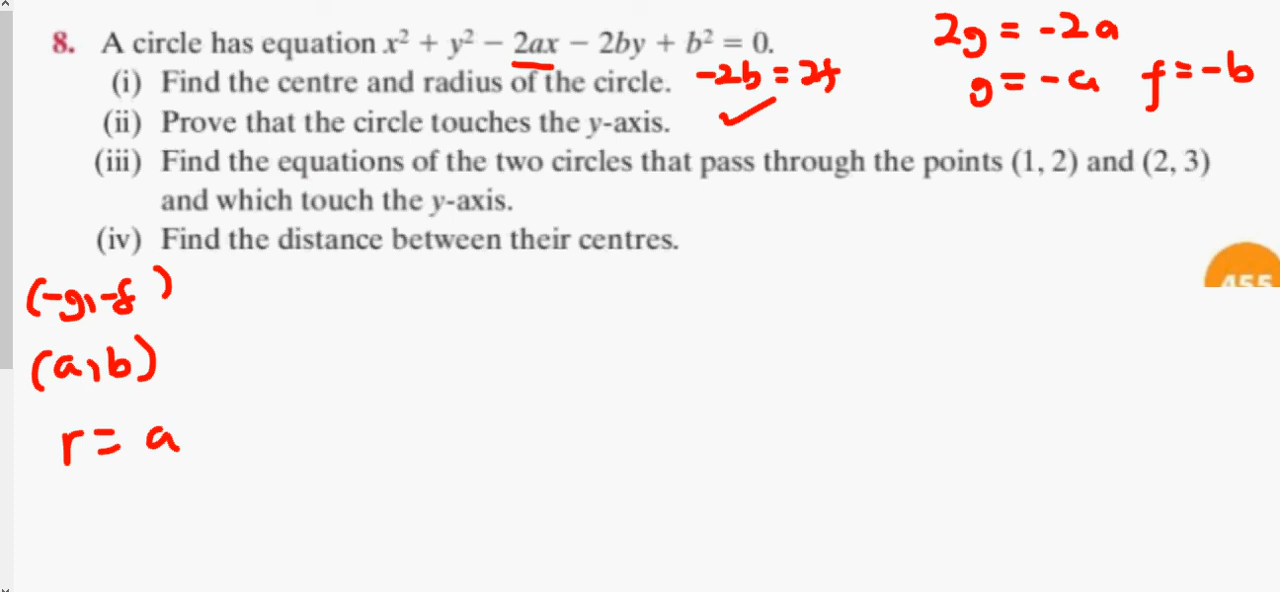 8. A circle has equation x² + y² − 2ax − 2by + b² = 0.
2g = -2a
(i) Find the centre and radius of the circle.
-2b = 2f
g = -a f = -b
(ii) Prove that the circle touches the y-axis.
(iii) Find the equations of the two circles that pass through the points (1, 2) and (2, 3)
and which touch the y-axis.
(iv) Find the distance between their centres.
455
(-g, -f)
(a, b)
r = a